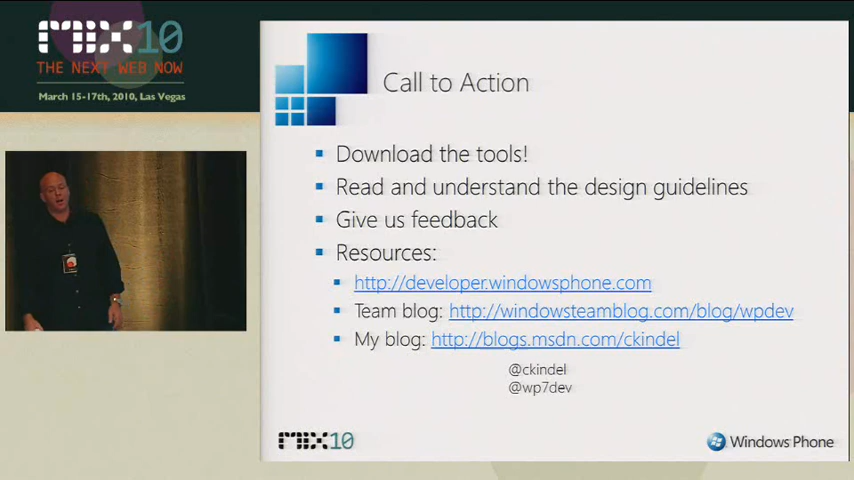 MIX10
THE NEXT WEB NOW
March 15-17th, 2010, Las Vegas
Call to Action
Download the tools!
Read and understand the design guidelines
Give us feedback
Resources:
http://developer.windowsphone.com
Team blog: http://windowsteamblog.com/blog/wpdev
My blog: http://blogs.msdn.com/ckindel
@ckindel
@wp7dev
MIX10
Windows Phone